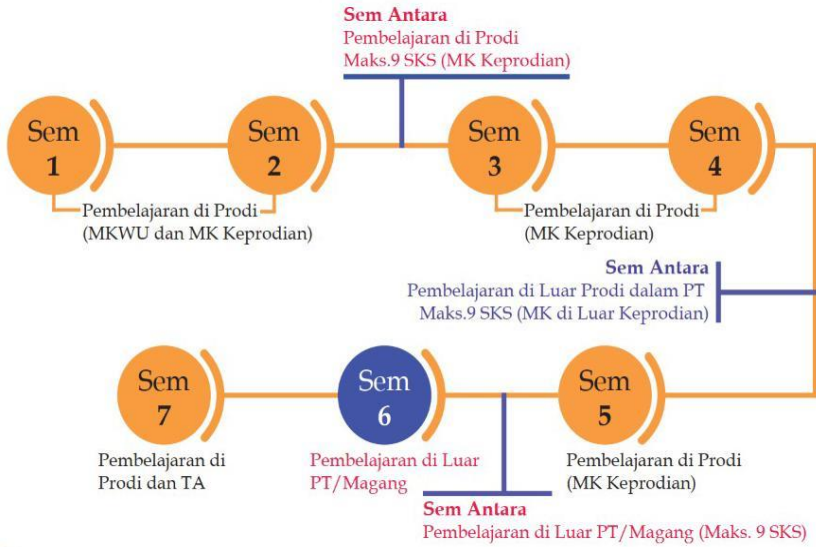 Sem Antara
Pembelajaran di Prodi
Maks.9 SKS (MK Keprodian)
Sem
1
Sem
2
Sem
3
Sem
4
Pembelajaran di Prodi
(MKWU dan MK Keprodian)
Pembelajaran di Prodi
(MK Keprodian)
Sem Antara
Pembelajaran di Luar Prodi dalam PT
Maks.9 SKS (MK di Luar Keprodian)
Sem
7
Sem
6
Sem
5
Pembelajaran di
Prodi dan TA
Pembelajaran di Luar
PT/Magang
Pembelajaran di Prodi
(MK Keprodian)
Sem Antara
Pembelajaran di Luar PT/Magang (Maks. 9 SKS)